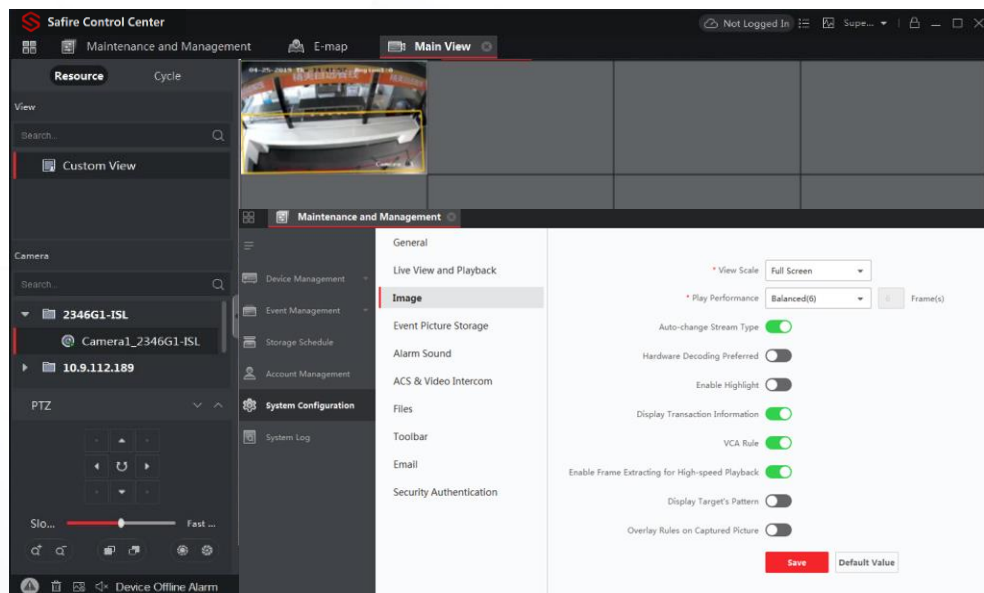 Safire Control Center
Not Logged In
Supe...
Maintenance and Management
E-map
Main View
Resource
Cycle
View
Search...
Custom View
Camera
Search...
2346G1-ISL
Camera1_2346G1-ISL
10.9.112.189
PTZ
Slo...
Fast ...
Device Offline Alarm
Maintenance and Management
Device Management
Event Management
Storage Schedule
Account Management
System Configuration
System Log
General
Live View and Playback
Image
Event Picture Storage
Alarm Sound
ACS & Video Intercom
Files
Toolbar
Email
Security Authentication
* View Scale Full Screen
* Play Performance Balanced(6) Frame(s)
Auto-change Stream Type
Hardware Decoding Preferred
Enable Highlight
Display Transaction Information
VCA Rule
Enable Frame Extracting for High-speed Playback
Display Target's Pattern
Overlay Rules on Captured Picture
Save
Default Value